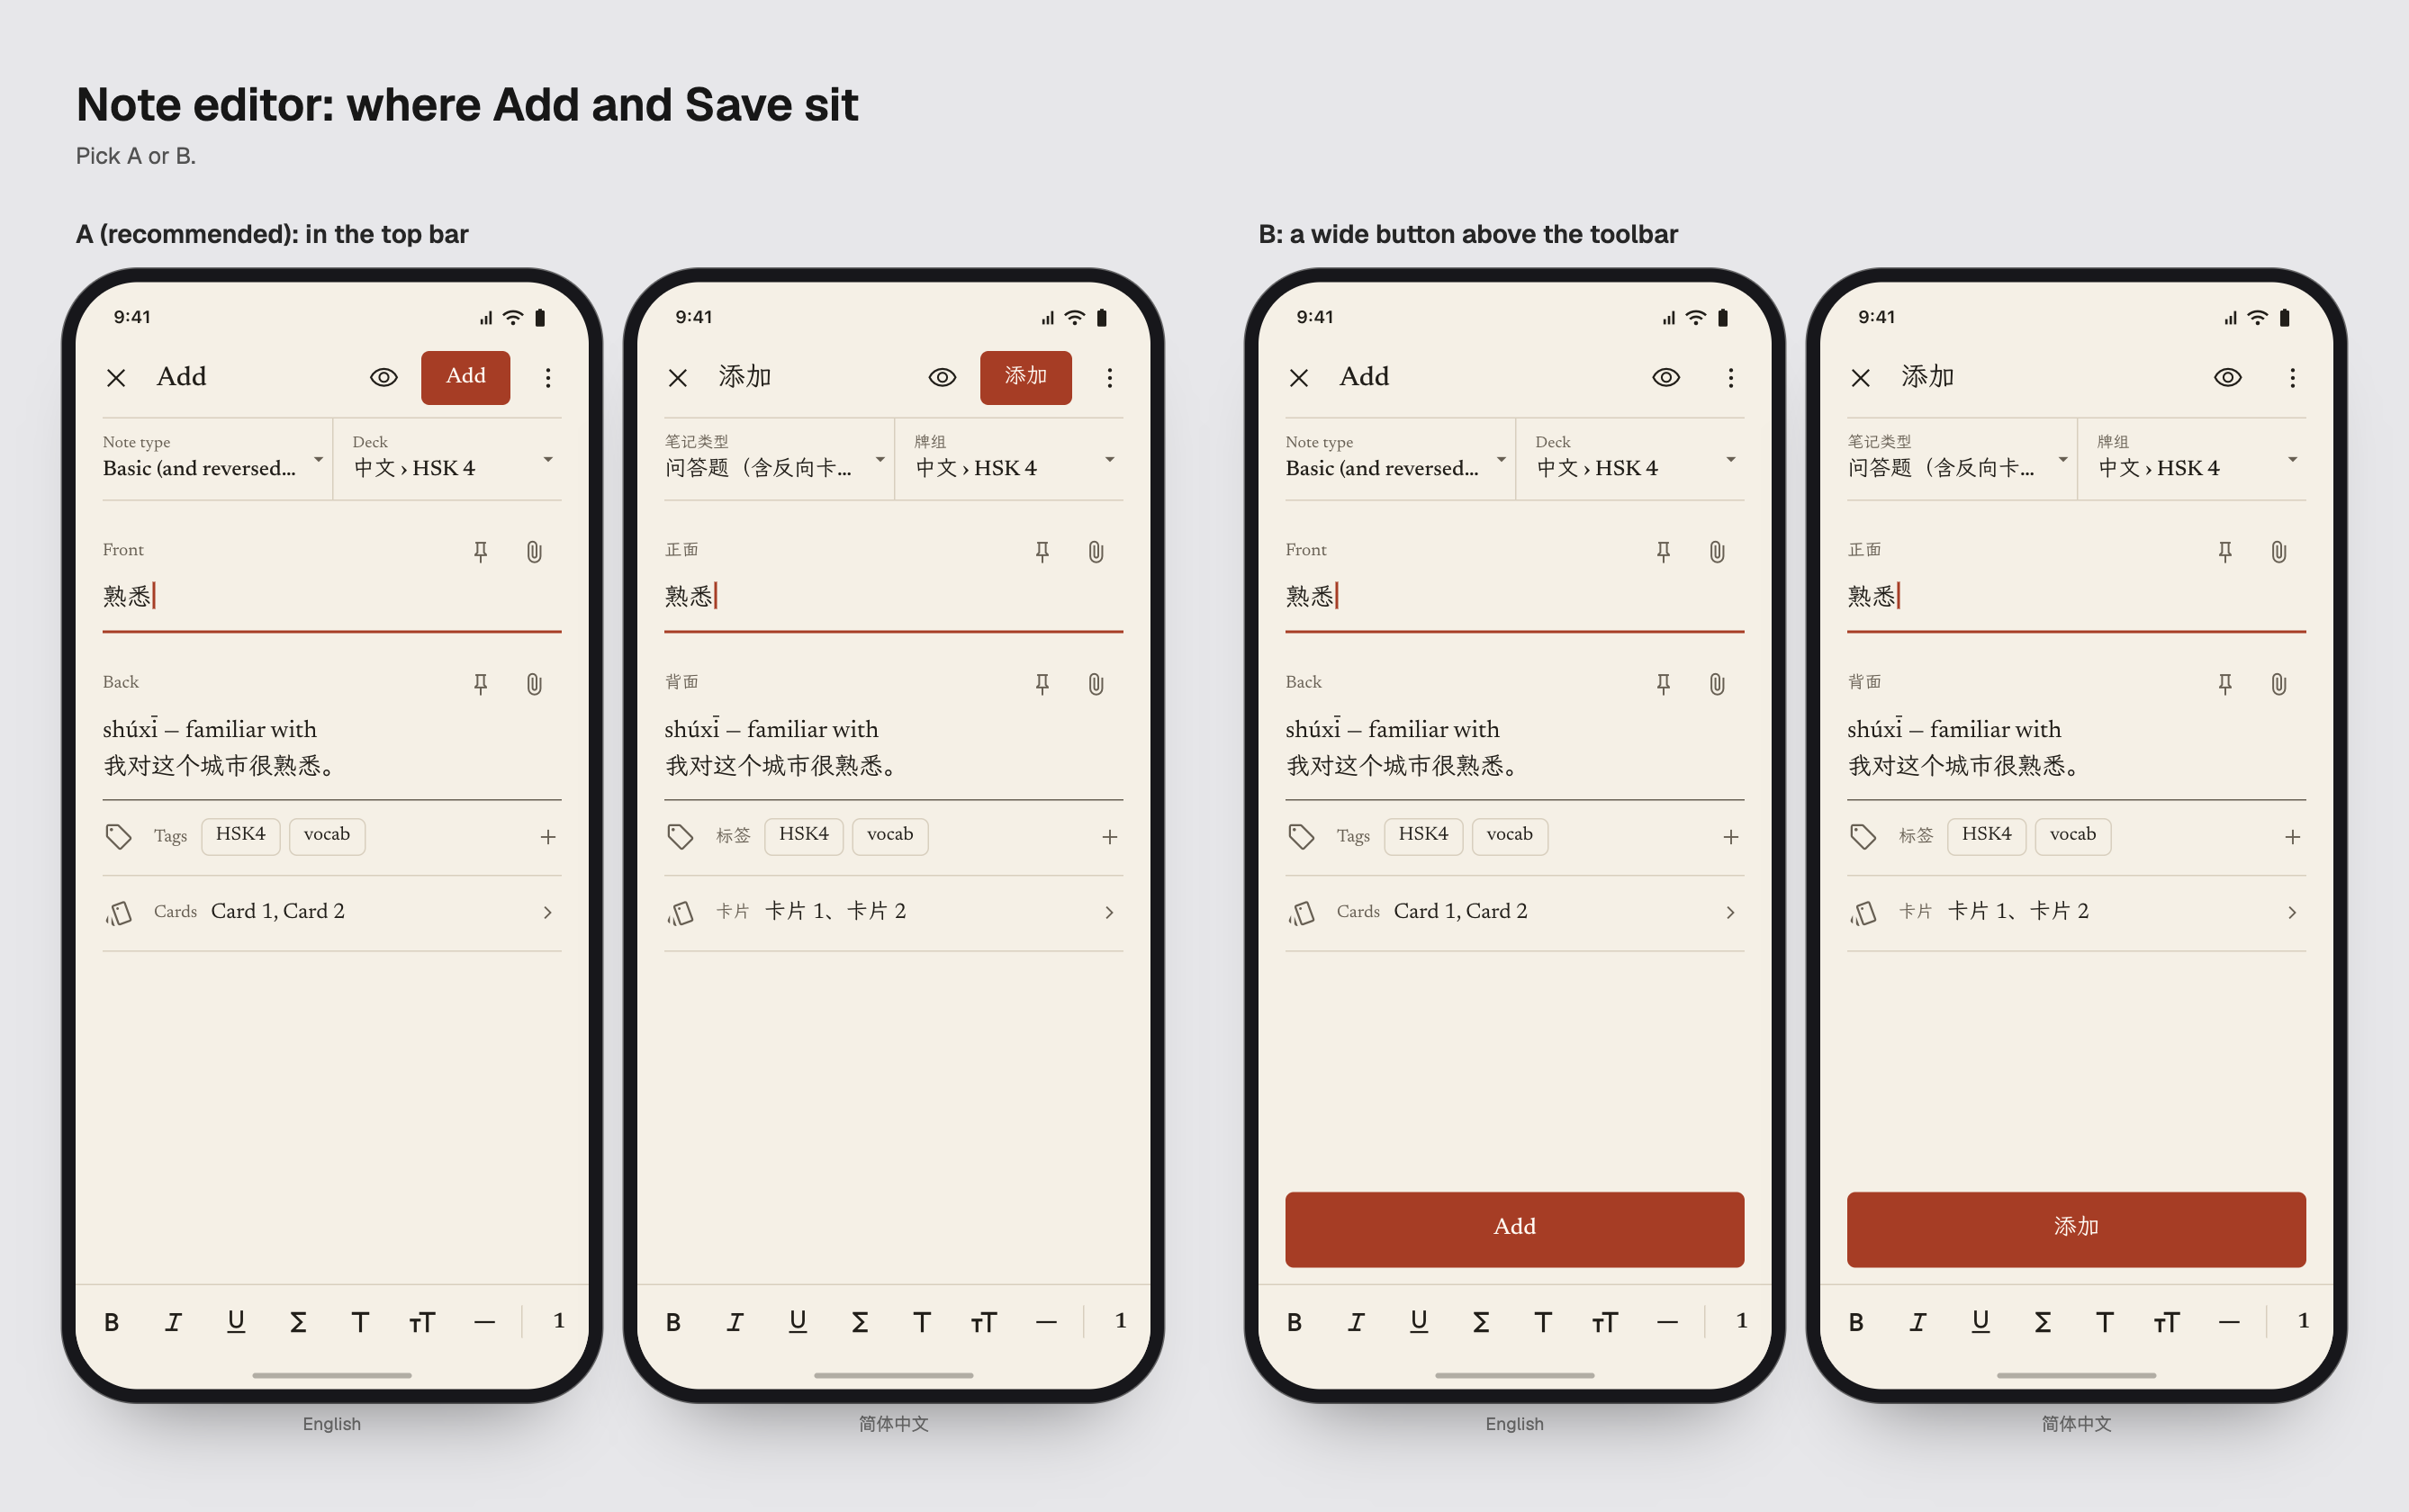 Note editor: where Add and Save sit
Pick A or B.
A (recommended): in the top bar
9:41
Add
Add
Note type
Basic (and reversed...
Deck
中文 › HSK 4
Front
熟悉
Back
shúxī – familiar with
我对这个城市很熟悉。
Tags
HSK4
vocab
Cards
Card 1, Card 2
B I U Σ T TT — 1
English
9:41
添加
添加
笔记类型
问答题（含反向卡...
牌组
中文 › HSK 4
正面
熟悉
背面
shúxī – familiar with
我对这个城市很熟悉。
标签
HSK4
vocab
卡片
卡片 1、卡片 2
B I U Σ T TT — 1
简体中文
B: a wide button above the toolbar
9:41
Add
Note type
Basic (and reversed...
Deck
中文 › HSK 4
Front
熟悉
Back
shúxī – familiar with
我对这个城市很熟悉。
Tags
HSK4
vocab
Cards
Card 1, Card 2
Add
B I U Σ T TT — 1
English
9:41
添加
笔记类型
问答题（含反向卡...
牌组
中文 › HSK 4
正面
熟悉
背面
shúxī – familiar with
我对这个城市很熟悉。
标签
HSK4
vocab
卡片
卡片 1、卡片 2
添加
B I U Σ T TT — 1
简体中文